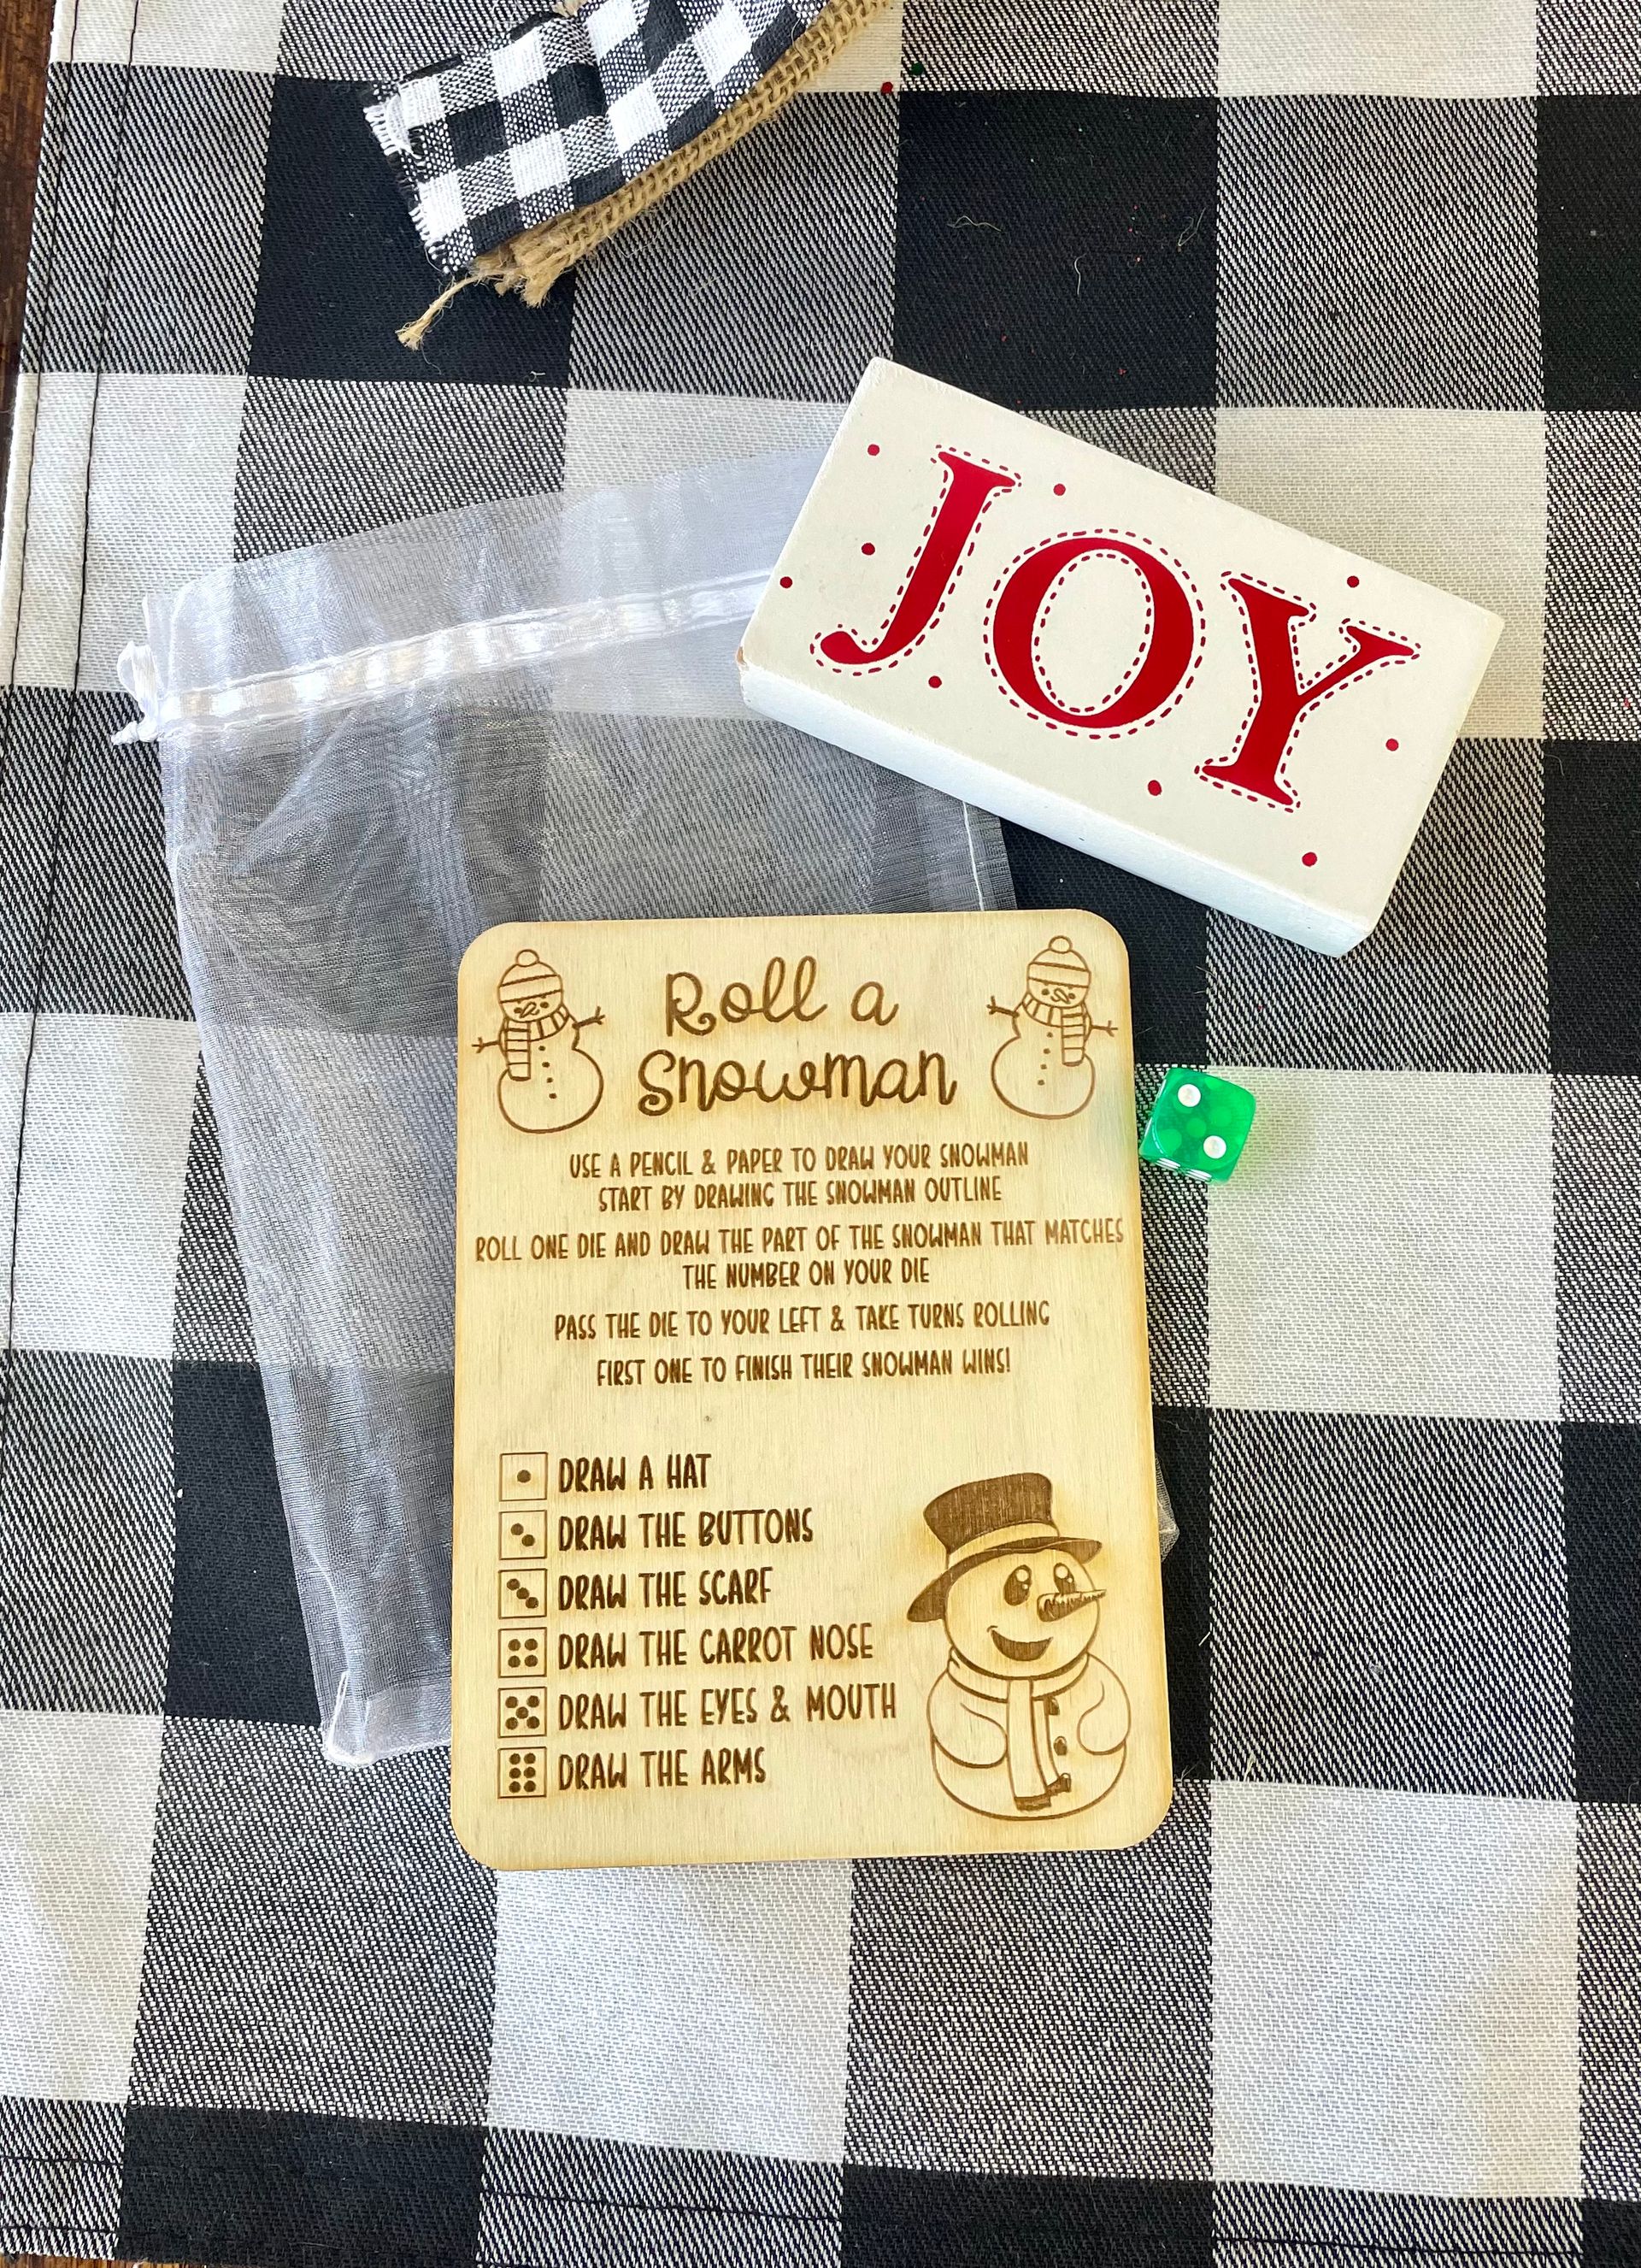 JOY
Roll a
Snowman
USE A PENCIL & PAPER TO DRAW YOUR SNOWMAN
START BY DRAWING THE SNOWMAN OUTLINE
ROLL ONE DIE AND DRAW THE PART OF THE SNOWMAN THAT MATCHES
THE NUMBER ON YOUR DIE
PASS THE DIE TO YOUR LEFT & TAKE TURNS ROLLING
FIRST ONE TO FINISH THEIR SNOWMAN WINS!
DRAW A HAT
DRAW THE BUTTONS
DRAW THE SCARF
DRAW THE CARROT NOSE
DRAW THE EYES & MOUTH
DRAW THE ARMS